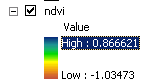 ndvi
Value
High : 0.866621
Low : -1.03473